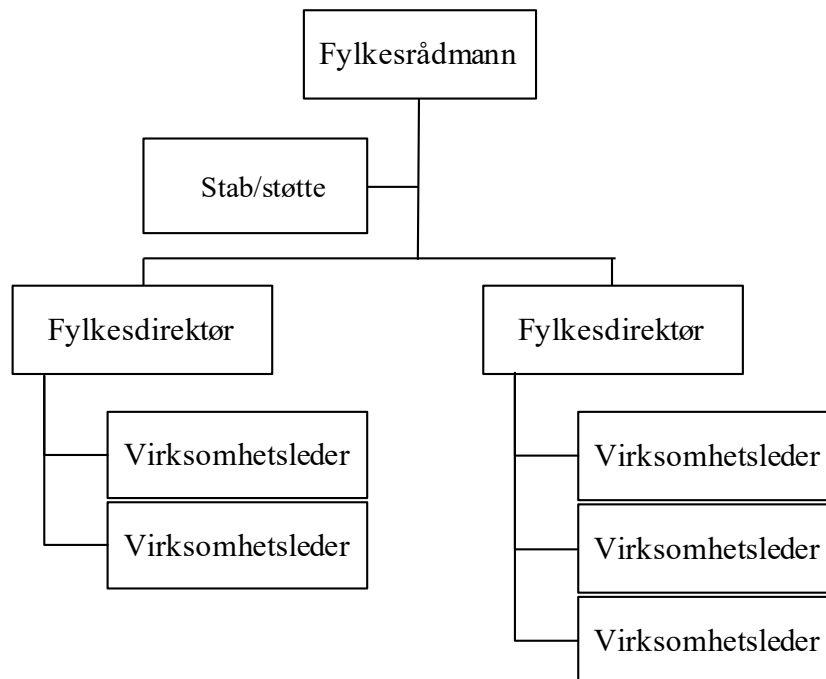 Fylkesrådmann
Stab/støtte
Fylkesdirektør
Virksomhetsleder
Virksomhetsleder
Fylkesdirektør
Virksomhetsleder
Virksomhetsleder
Virksomhetsleder